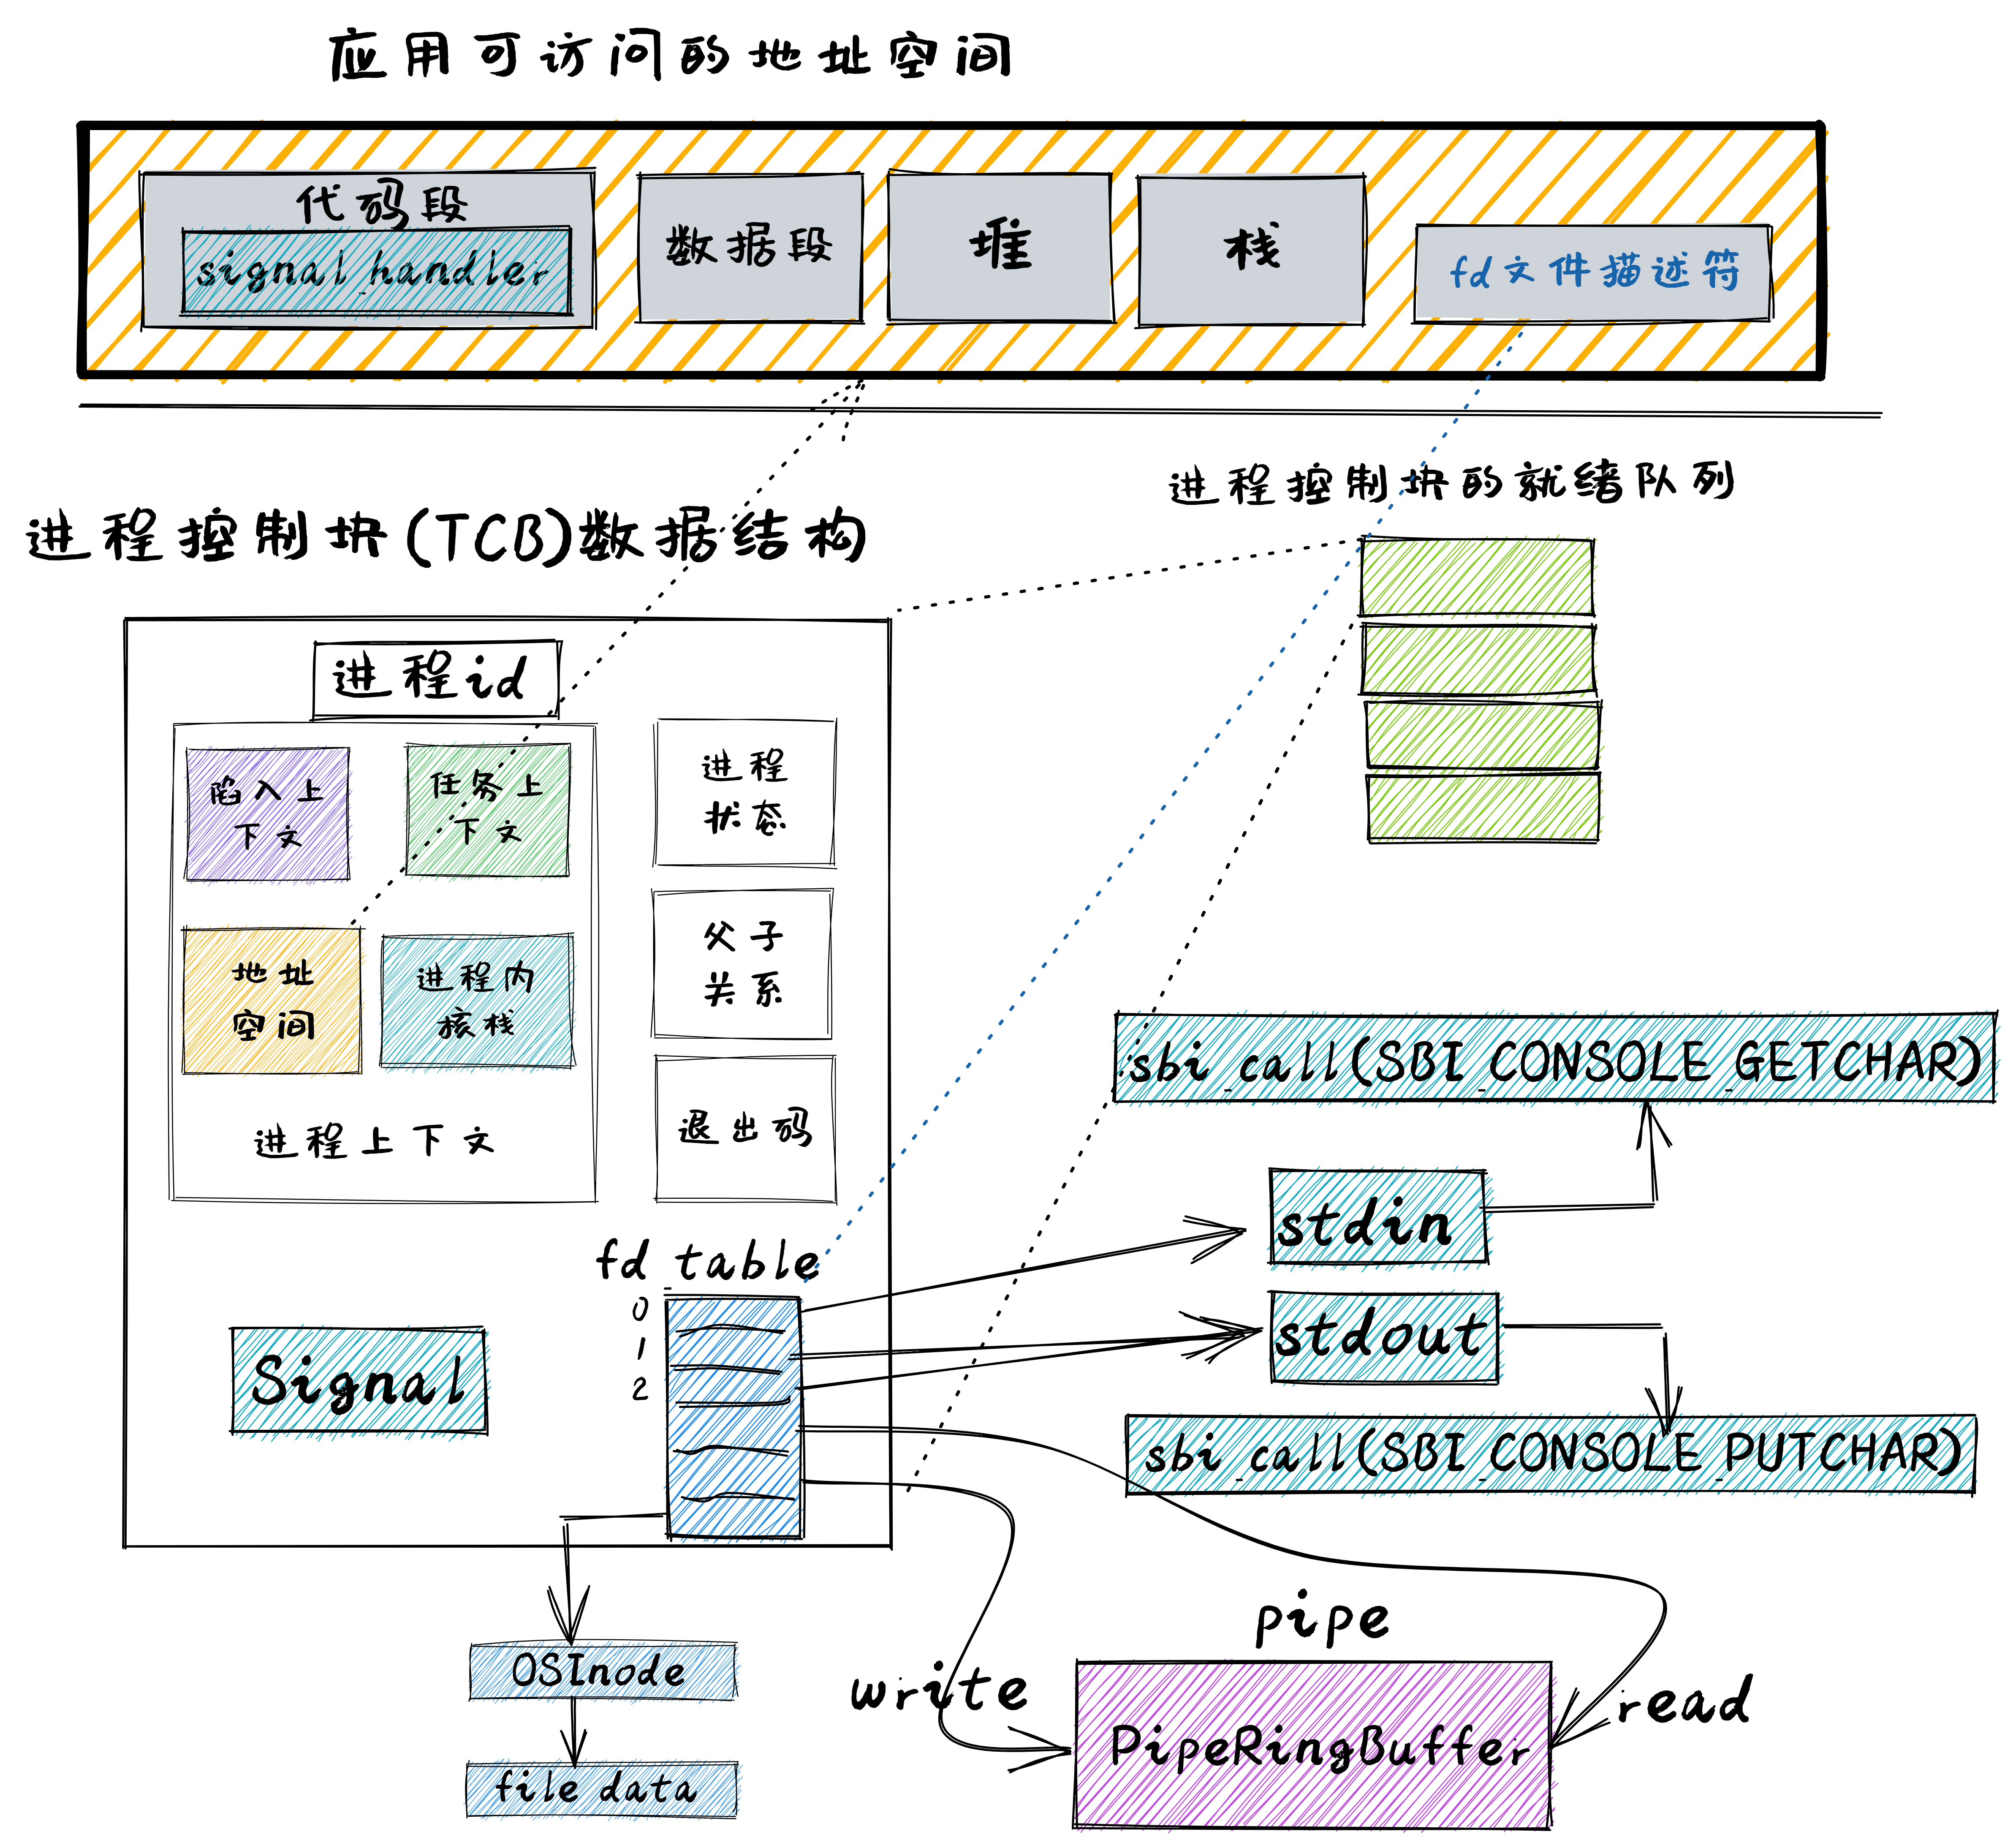 应用可访问的地址空间
代码段
signal_handler
数据段
堆
栈
fd文件描述符
进程控制块的就绪队列
进程控制块(TCB)数据结构
进程id
陷入上
下文
任务上
下文
进程
状态
地址
空间
进程内
核栈
父子
关系
进程上下文
退出码
sbi_call(SBI_CONSOLE_GETCHAR)
stdin
fd_table
0
1
2
stdout
Signal
sbi_call(SBI_CONSOLE_PUTCHAR)
pipe
OSInode
write
read
PipeRingBuffer
file data